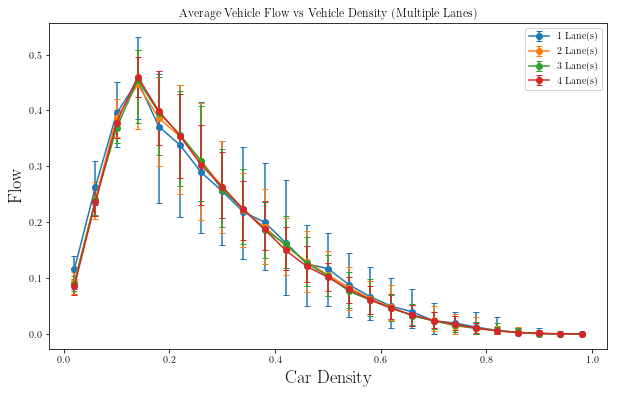 Average Vehicle Flow vs Vehicle Density (Multiple Lanes)
1 Lane(s)
2 Lane(s)
3 Lane(s)
4 Lane(s)
Flow
0.5
0.4
0.3
0.2
0.1
0.0
0.0 0.2 0.4 0.6 0.8 1.0
Car Density